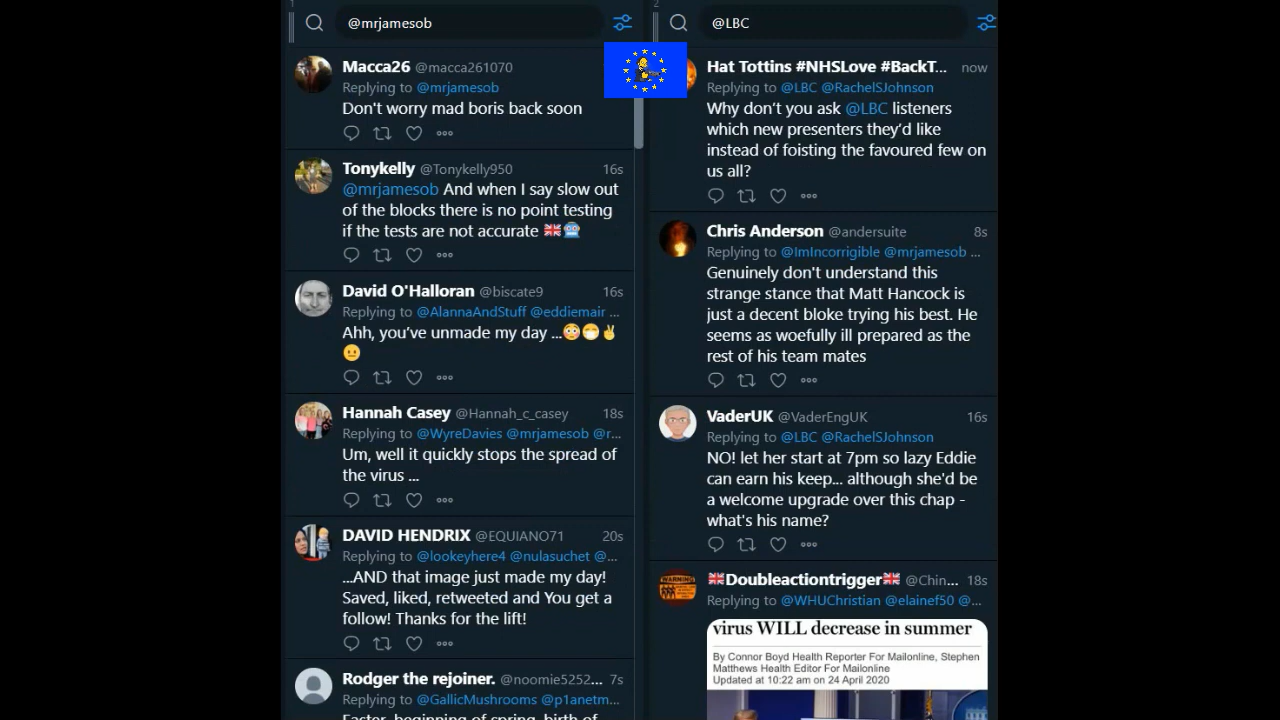 1
@mrjamesob
Macca26 @macca261070
Replying to @mrjamesob
Don't worry mad boris back soon
Tonykelly @Tonykelly950 16s
@mrjamesob And when I say slow out
of the blocks there is no point testing
if the tests are not accurate 🇬🇧🥶
David O'Halloran @biscate9 16s
Replying to @AlannaAndStuff @eddiemair ...
Ahh, you’ve unmade my day ...😳😷✌
😐
Hannah Casey @Hannah_c_casey 18s
Replying to @WyreDavies @mrjamesob @r...
Um, well it quickly stops the spread of
the virus ...
DAVID HENDRIX @EQUIANO71 20s
Replying to @lookeyhere4 @nulasuchet @...
...AND that image just made my day!
Saved, liked, retweeted and You get a
follow! Thanks for the lift!
Rodger the rejoiner. @noomie5252... 7s
Replying to @GallicMushrooms @p1anetm...
Easter, beginning of spring, birth of
2
@LBC
Hat Tottins #NHSLove #BackT... now
Replying to @LBC @RachelSJohnson
Why don’t you ask @LBC listeners
which new presenters they’d like
instead of foisting the favoured few on
us all?
Chris Anderson @andersuite 8s
Replying to @ImIncorrigible @mrjamesob ...
Genuinely don't understand this
strange stance that Matt Hancock is
just a decent bloke trying his best. He
seems as woefully ill prepared as the
rest of his team mates
VaderUK @VaderEngUK 16s
Replying to @LBC @RachelSJohnson
NO! let her start at 7pm so lazy Eddie
can earn his keep... although she'd be
a welcome upgrade over this chap -
what's his name?
🇬🇧Doubleactiontrigger🇬🇧 @Chin... 18s
Replying to @WHUChristian @elainef50 @...
WARNING
virus WILL decrease in summer
By Connor Boyd Health Reporter For Mailonline, Stephen
Matthews Health Editor For Mailonline
Updated at 10:22 am on 24 April 2020